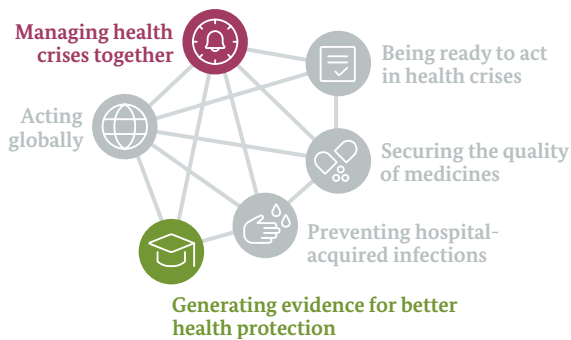 Managing health
crises together
Being ready to act
in health crises
Acting
globally
Securing the quality
of medicines
Preventing hospital-
acquired infections
Generating evidence for better
health protection